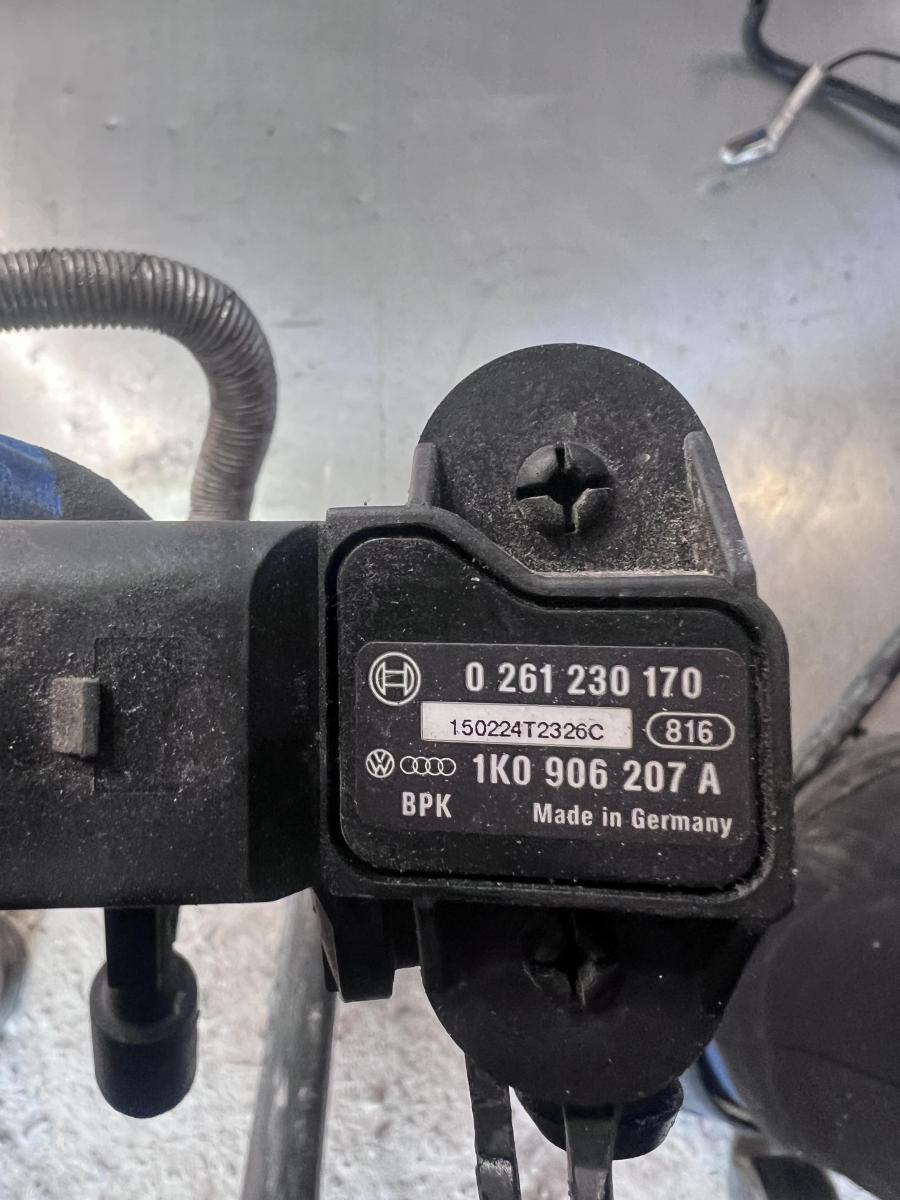 0 261 230 170
150224T2326C 816
1K0 906 207 A
BPK Made in Germany